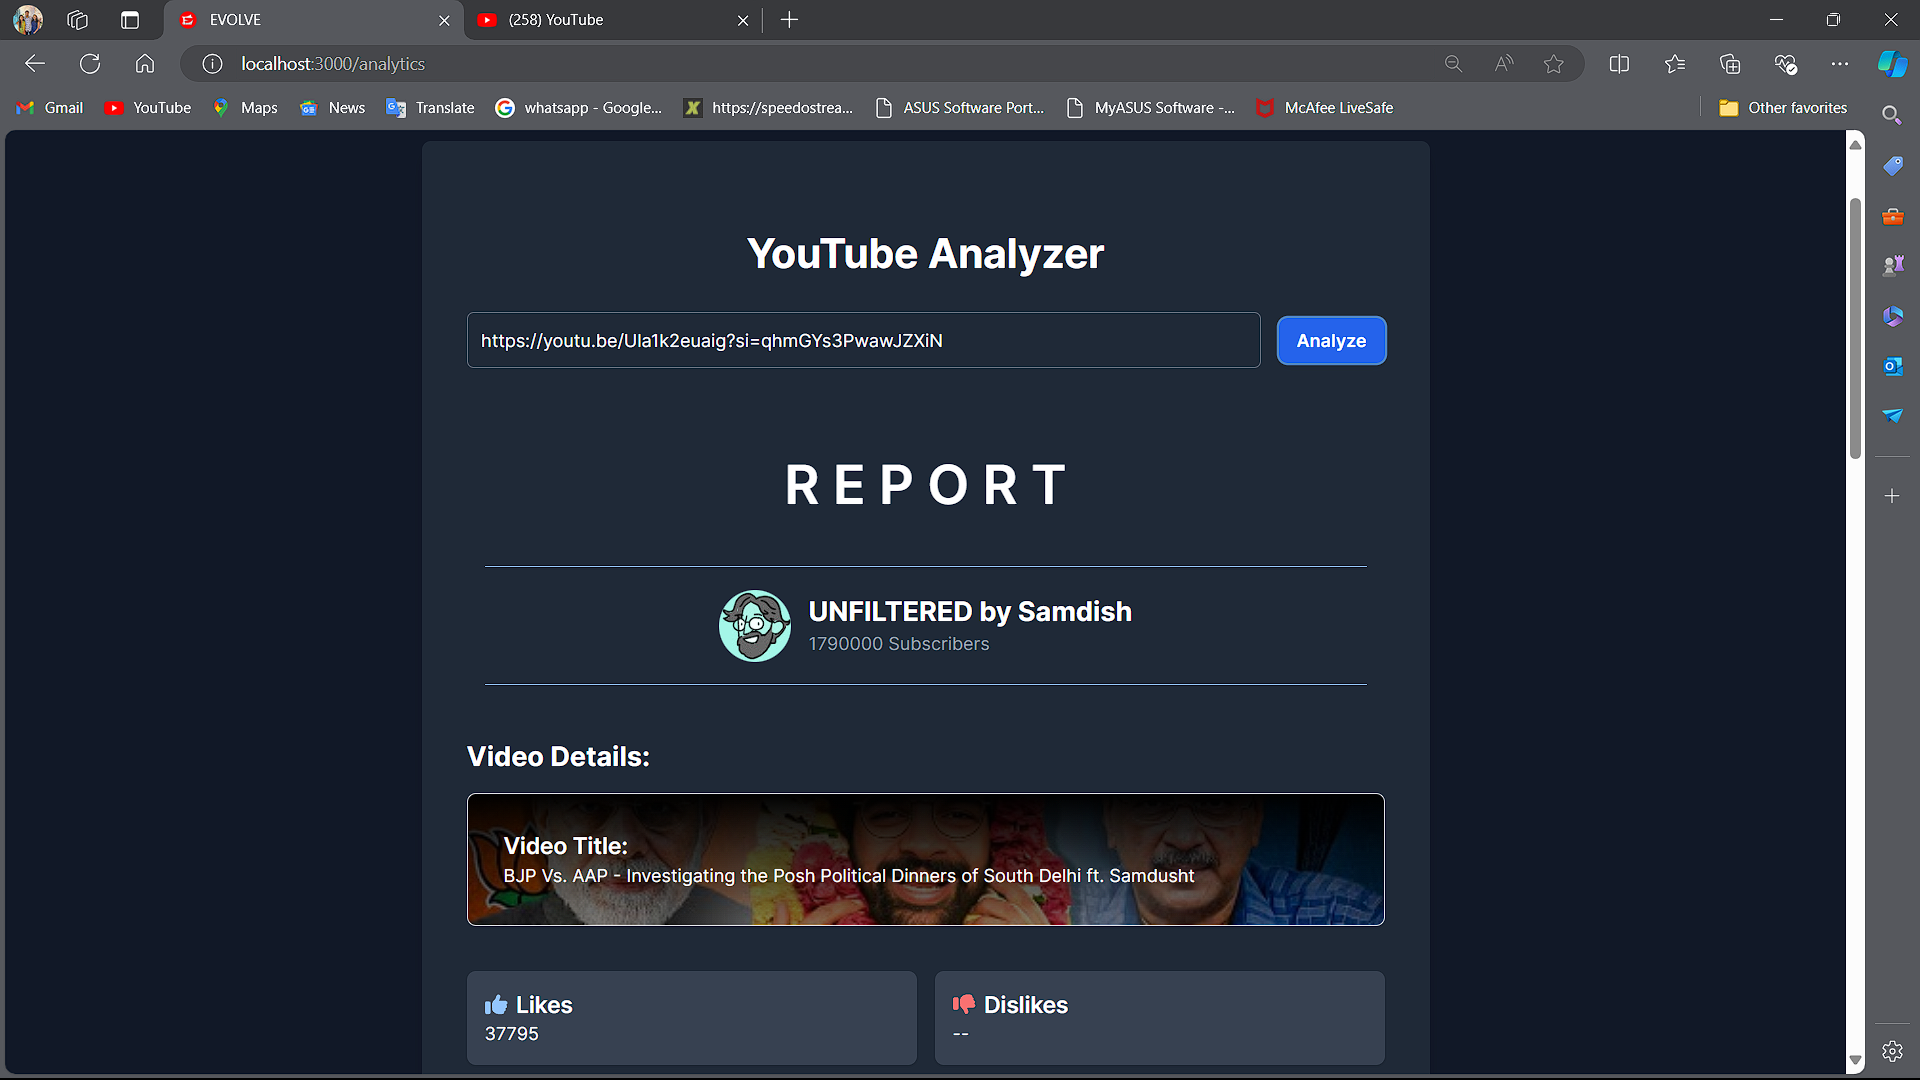 EVOLVE
(258) YouTube
localhost:3000/analytics
Gmail
YouTube
Maps
News
Translate
whatsapp - Google...
https://speedostrea...
ASUS Software Port...
MyASUS Software -...
McAfee LiveSafe
Other favorites
YouTube Analyzer
https://youtu.be/Ula1k2euaig?si=qhmGYs3PwawJZXiN
Analyze
REPORT
UNFILTERED by Samdish
1790000 Subscribers
Video Details:
Video Title:
BJP Vs. AAP - Investigating the Posh Political Dinners of South Delhi ft. Samdusht
Likes
37795
Dislikes
--